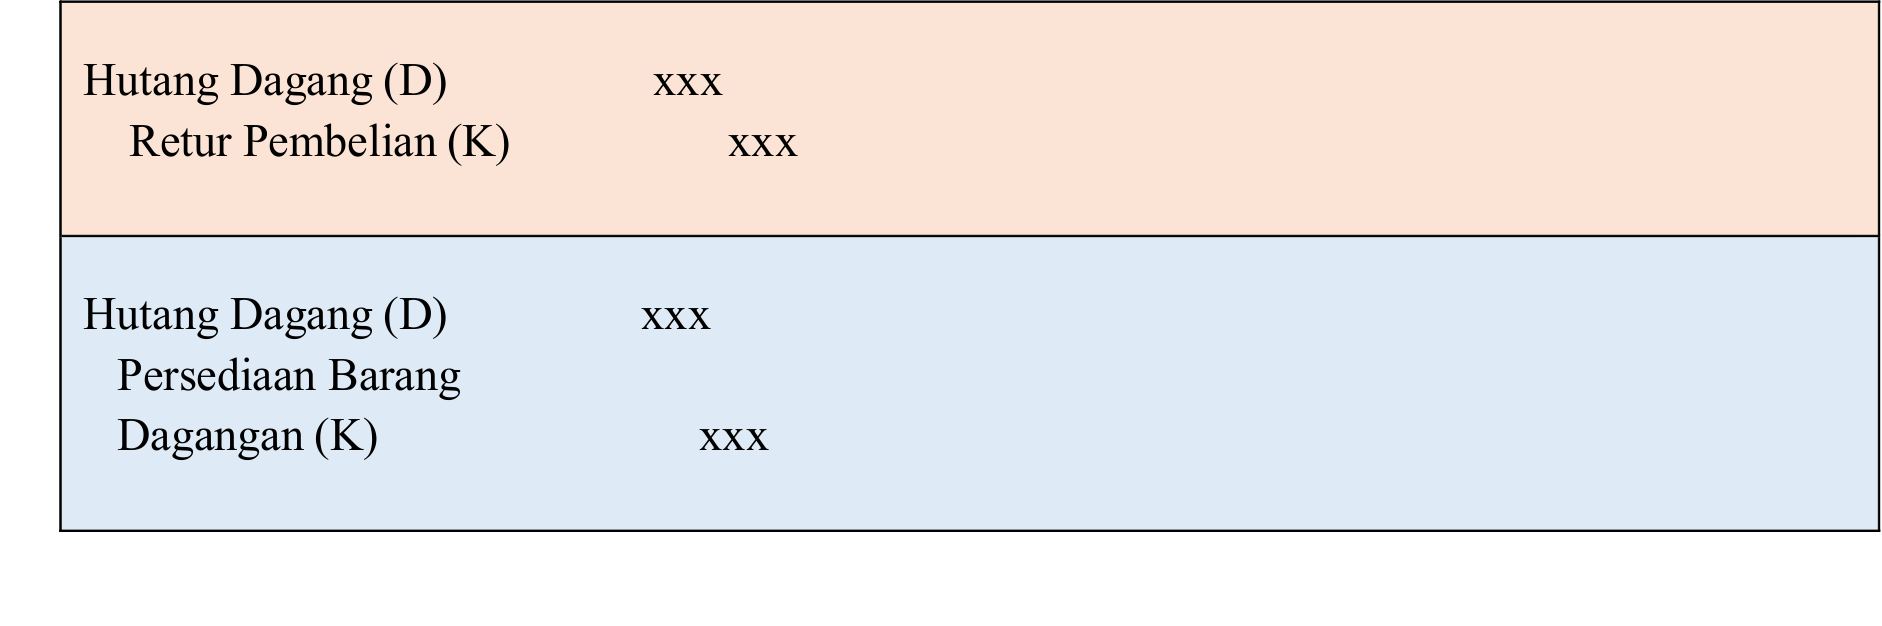 Hutang Dagang (D) xxx
Retur Pembelian (K) xxx
Hutang Dagang (D) xxx
Persediaan Barang
Dagangan (K) xxx